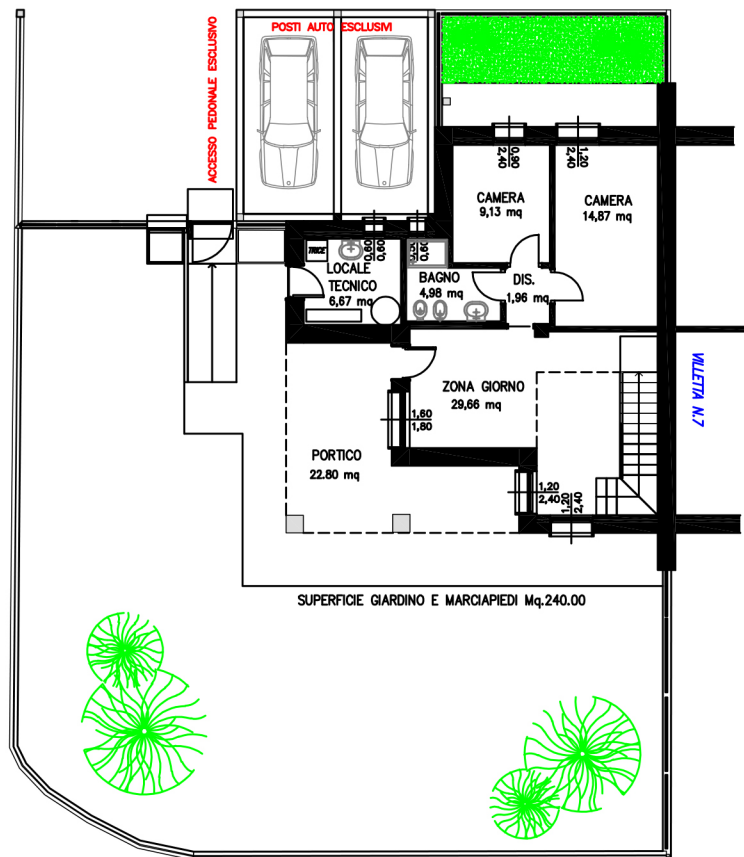 POSTI AUTO ESCLUSIVI
ACCESSO PEDONALE ESCLUSIVO
0,90
2,40
1,20
2,40
CAMERA
9,13 mq
CAMERA
14,87 mq
0,60
0,60
0,60
TRICE
LOCALE
TECNICO
6,67 mq
BAGNO
4,98 mq
DIS.
1,96 mq
VILLETTA N.7
ZONA GIORNO
29,66 mq
1,60
1,80
PORTICO
22.80 mq
1,20
2,40
1,20
2,40
SUPERFICIE GIARDINO E MARCIAPIEDI Mq.240.00